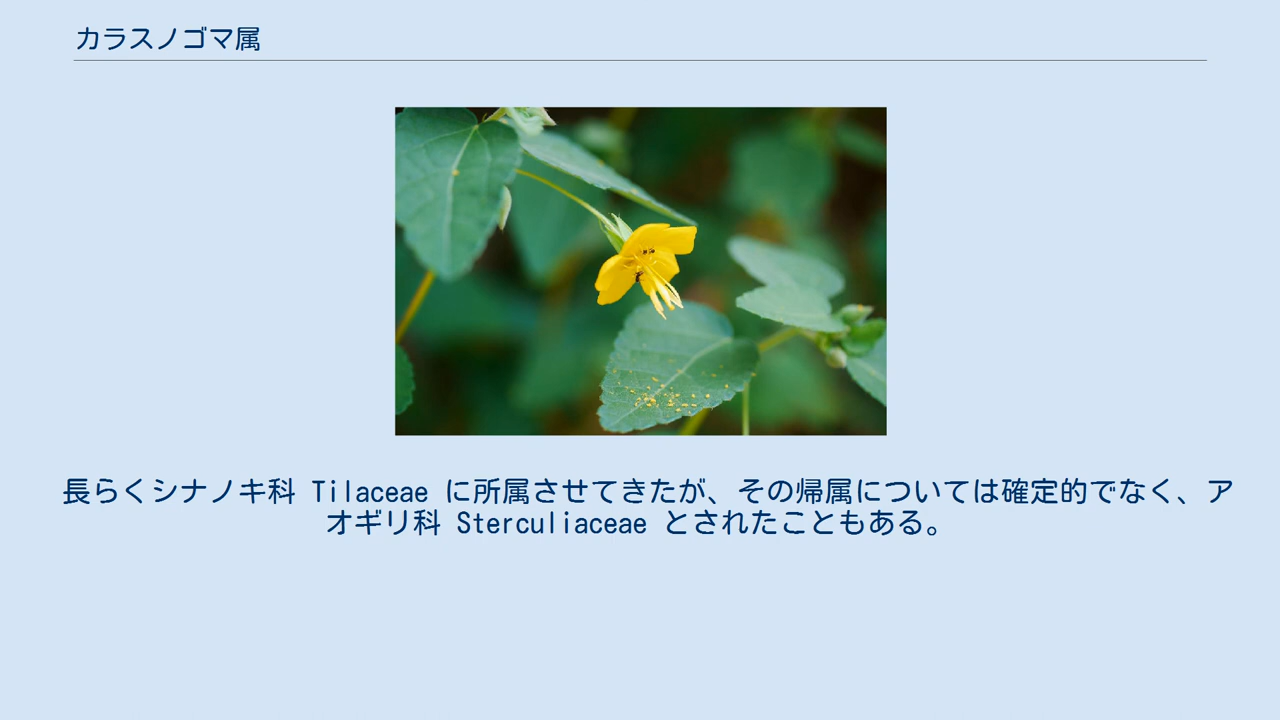 カラスノゴマ属
長らくシナノキ科 Tilaceae に所属させてきたが、その帰属については確定的でなく、ア
オギリ科 Sterculiaceae とされたこともある。